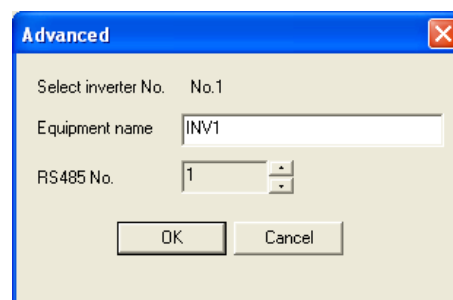 Advanced
Select inverter No. No.1
Equipment name INV1
RS485 No. 1
OK Cancel